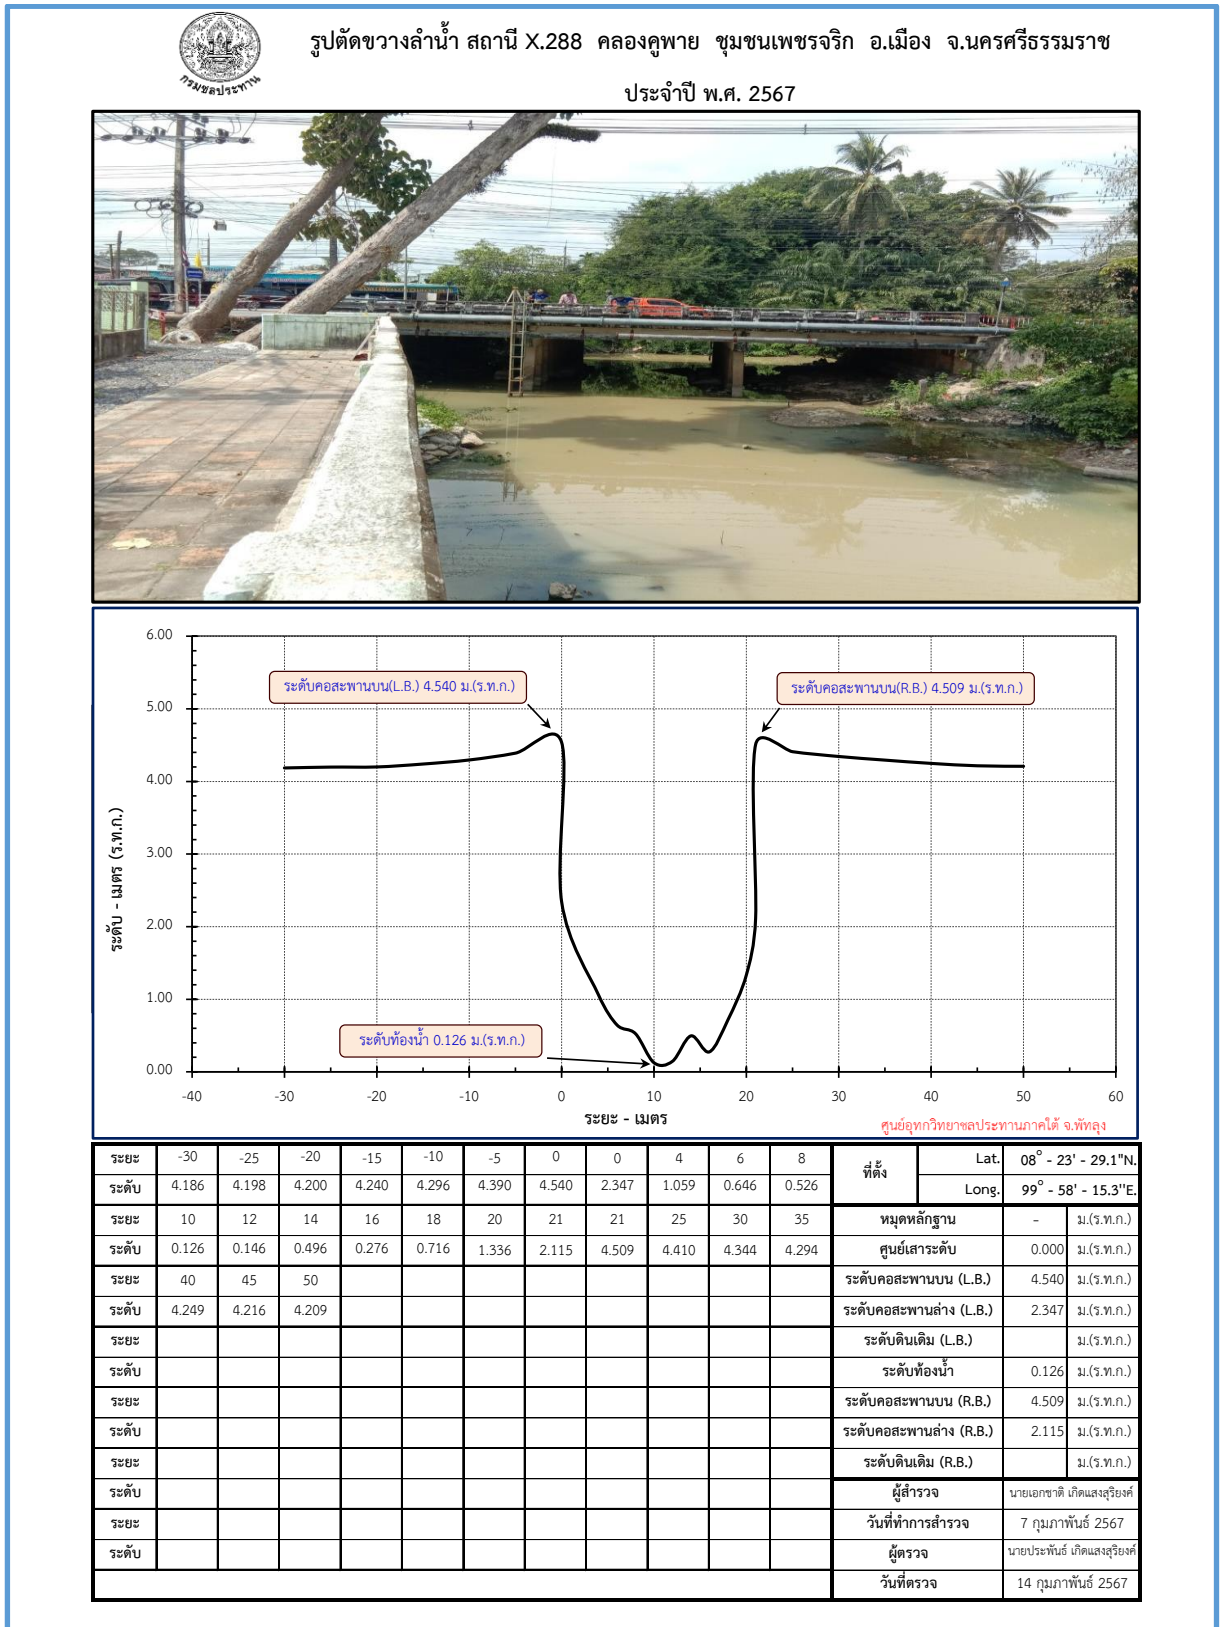 กรมชลประทาน
รูปตัดขวางลำน้ำ สถานี X.288 คลองคูพาย ชุมชนเพชรจริก อ.เมือง จ.นครศรีธรรมราช
ประจำปี พ.ศ. 2567
6.00
5.00
4.00
3.00
2.00
1.00
0.00
ระดับ - เมตร (ร.ท.ก.)
ระดับคอสะพานบน(L.B.) 4.540 ม.(ร.ท.ก.)
ระดับคอสะพานบน(R.B.) 4.509 ม.(ร.ท.ก.)
ระดับท้องน้ำ 0.126 ม.(ร.ท.ก.)
-40 -30 -20 -10 0 10 20 30 40 50 60
ระยะ - เมตร
ศูนย์อุทกวิทยาชลประทานภาคใต้ จ.พัทลุง
ระยะ -30 -25 -20 -15 -10 -5 0 0 4 6 8 ที่ตั้ง Lat. 08° - 23' - 29.1"N.
ระดับ 4.186 4.198 4.200 4.240 4.296 4.390 4.540 2.347 1.059 0.646 0.526 Long. 99° - 58' - 15.3''E.
ระยะ 10 12 14 16 18 20 21 21 25 30 35 หมุดหลักฐาน - ม.(ร.ท.ก.)
ระดับ 0.126 0.146 0.496 0.276 0.716 1.336 2.115 4.509 4.410 4.344 4.294 ศูนย์เสาระดับ 0.000 ม.(ร.ท.ก.)
ระยะ 40 45 50 ระดับคอสะพานบน (L.B.) 4.540 ม.(ร.ท.ก.)
ระดับ 4.249 4.216 4.209 ระดับคอสะพานล่าง (L.B.) 2.347 ม.(ร.ท.ก.)
ระยะ ระดับดินเดิม (L.B.) ม.(ร.ท.ก.)
ระดับ ระดับท้องน้ำ 0.126 ม.(ร.ท.ก.)
ระยะ ระดับคอสะพานบน (R.B.) 4.509 ม.(ร.ท.ก.)
ระดับ ระดับคอสะพานล่าง (R.B.) 2.115 ม.(ร.ท.ก.)
ระยะ ระดับดินเดิม (R.B.) ม.(ร.ท.ก.)
ระดับ ผู้สำรวจ นายเอกชาติ เกิดแสงสุริยงค์
ระยะ วันที่ทำการสำรวจ 7 กุมภาพันธ์ 2567
ระดับ ผู้ตรวจ นายประพันธ์ เกิดแสงสุริยงค์
วันที่ตรวจ 14 กุมภาพันธ์ 2567